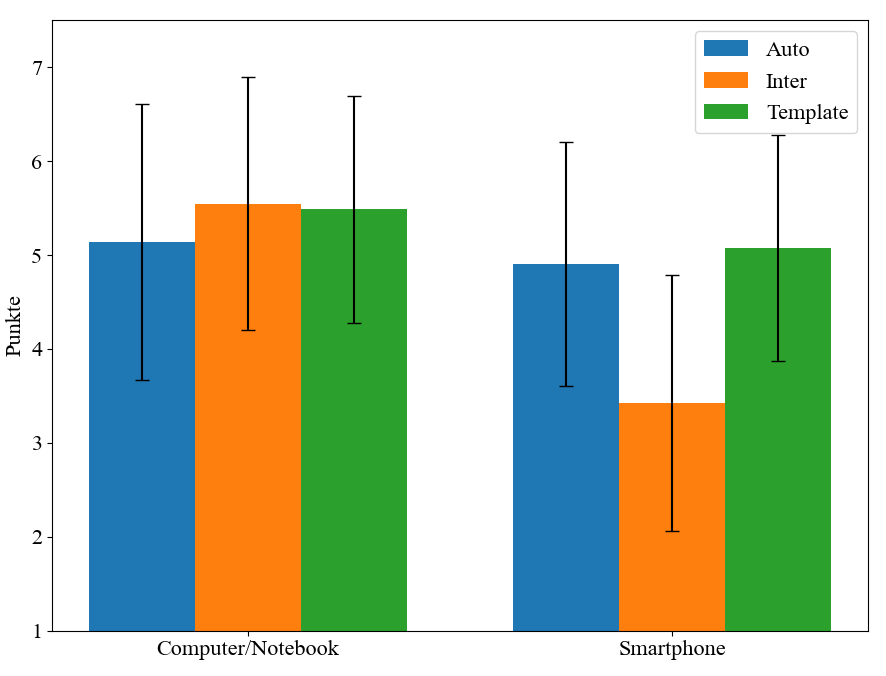 Auto
Inter
Template
7
6
5
4
3
2
1
Punkte
Computer/Notebook
Smartphone